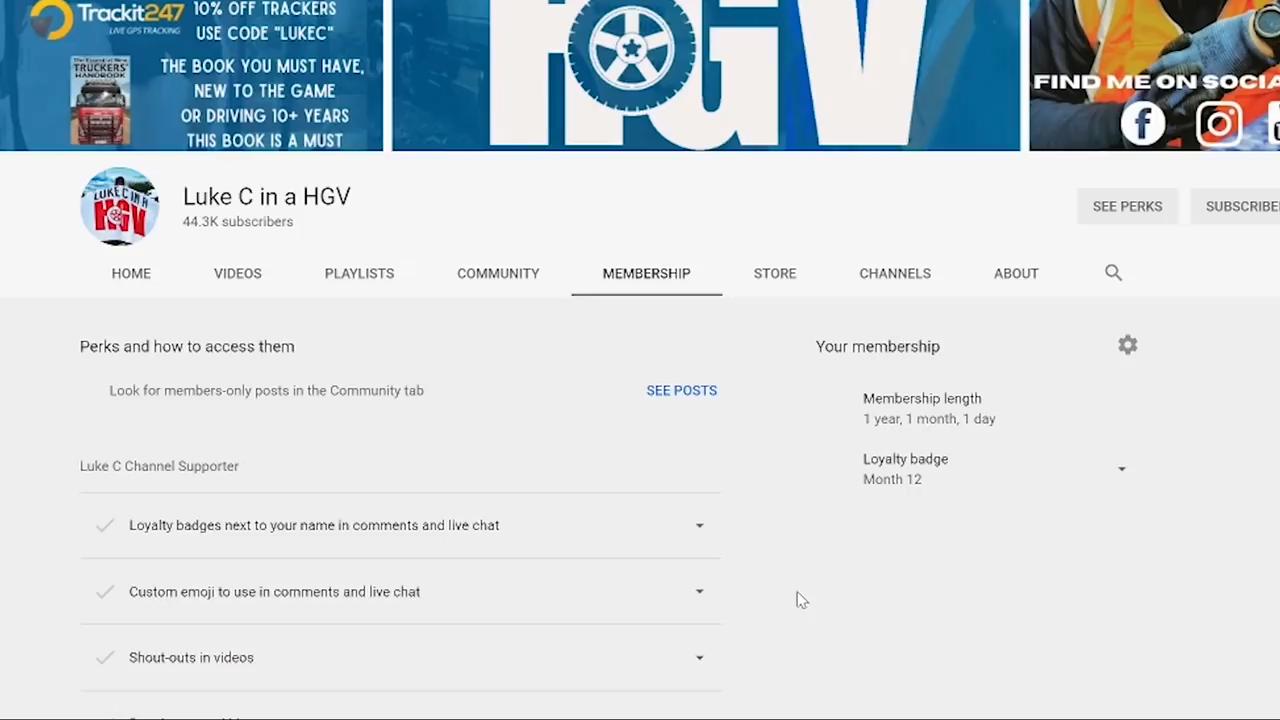 Trackit247
LIVE GPS TRACKING
10% OFF TRACKERS
USE CODE "LUKEC"
TRUCKERS'
HANDBOOK
THE BOOK YOU MUST HAVE,
NEW TO THE GAME
OR DRIVING 10+ YEARS
THIS BOOK IS A MUST
HGV
FIND ME ON SOCIA
LUKE C IN A
HGV
Luke C in a HGV
44.3K subscribers
SEE PERKS
SUBSCRIBE
HOME
VIDEOS
PLAYLISTS
COMMUNITY
MEMBERSHIP
STORE
CHANNELS
ABOUT
Perks and how to access them
Look for members-only posts in the Community tab
SEE POSTS
Luke C Channel Supporter
Loyalty badges next to your name in comments and live chat
Custom emoji to use in comments and live chat
Shout-outs in videos
Your membership
Membership length
1 year, 1 month, 1 day
Loyalty badge
Month 12